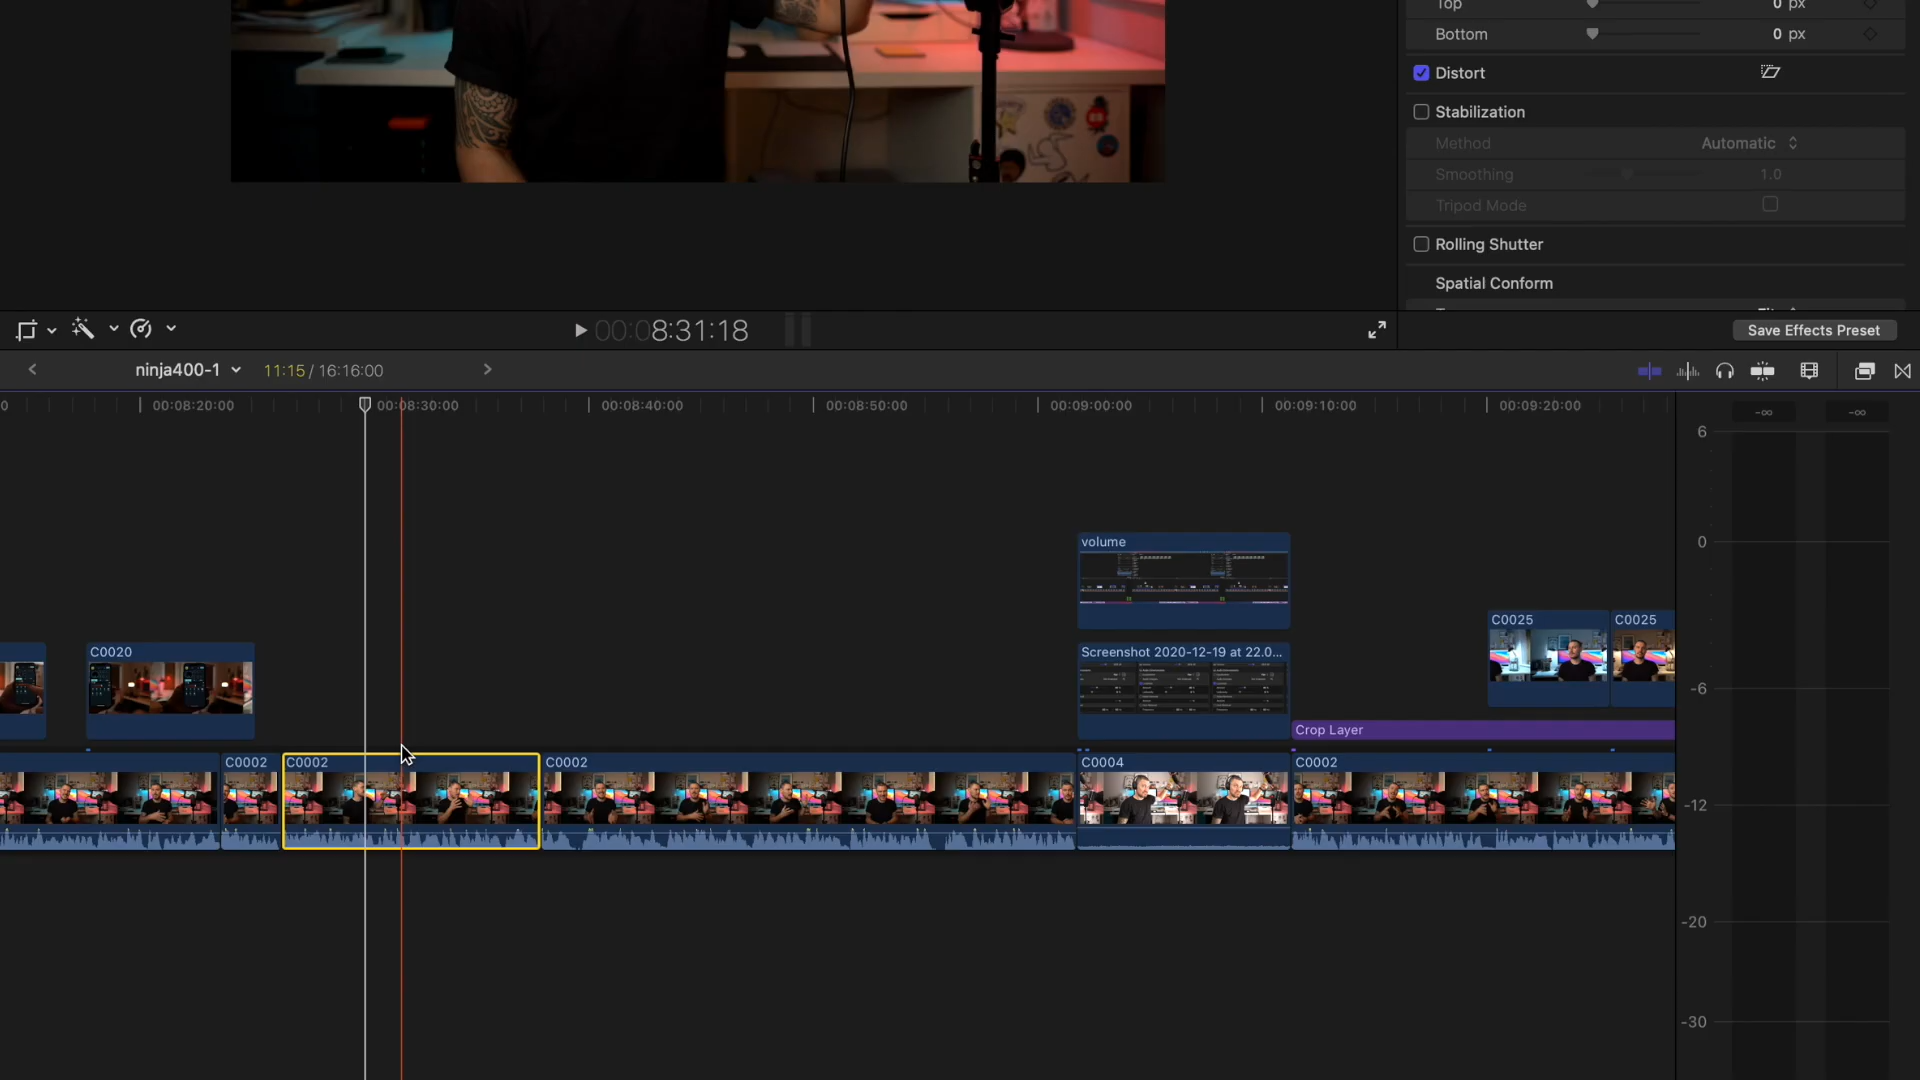 Top 0 px
Bottom 0 px
Distort
Stabilization
Method Automatic
Smoothing 1.0
Tripod Mode
Rolling Shutter
Spatial Conform
00:08:31:18
Save Effects Preset
ninja400-1 11:15 / 16:16:00
0 00:08:20:00 00:08:30:00 00:08:40:00 00:08:50:00 00:09:00:00 00:09:10:00 00:09:20:00
-∞ -∞
6
0
-6
-12
-20
-30
volume
C0025 C0025
C0020
Screenshot 2020-12-19 at 22.0...
Crop Layer
C0002 C0002 C0002 C0004 C0002